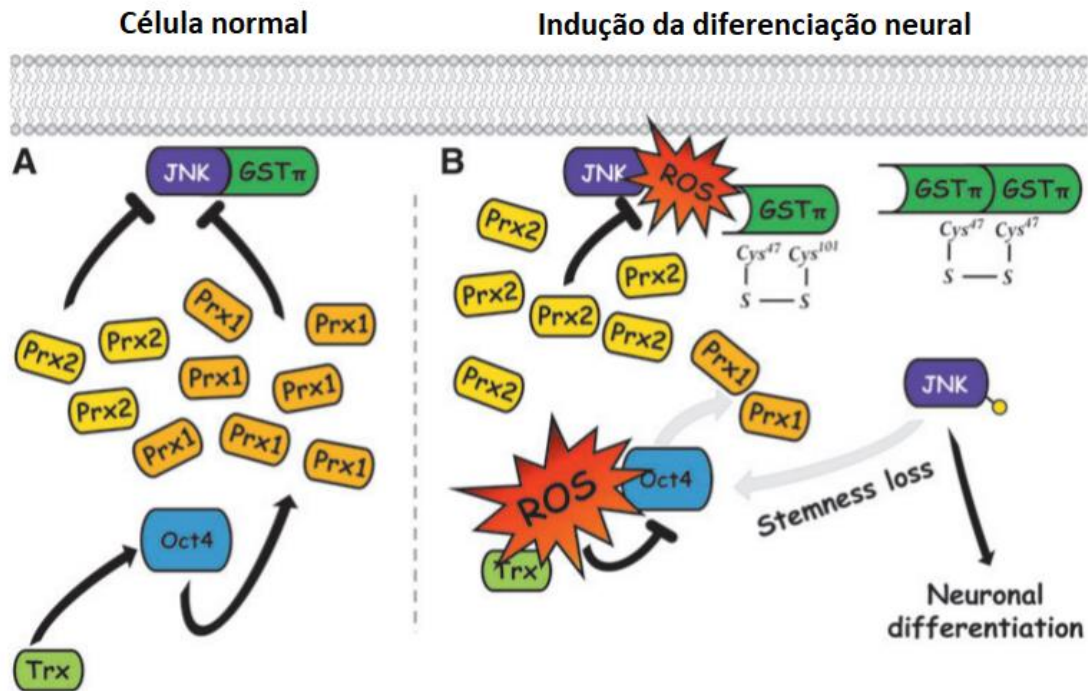 Célula normal
Indução da diferenciação neural
A
JNK GSTπ
Prx2
Prx2
Prx2
Prx1
Prx1
Prx1
Prx1
Prx1
Prx1
Prx1
Oct4
Trx
B
JNK ROS
GSTπ
Cys47 Cys101
S — S
GSTπ GSTπ
Cys47 Cys47
S — S
Prx2
Prx2
Prx2
Prx2
Prx2
Prx2
Prx1
Prx1
JNK
ROS
Oct4
Trx
Stemness loss
Neuronal
differentiation